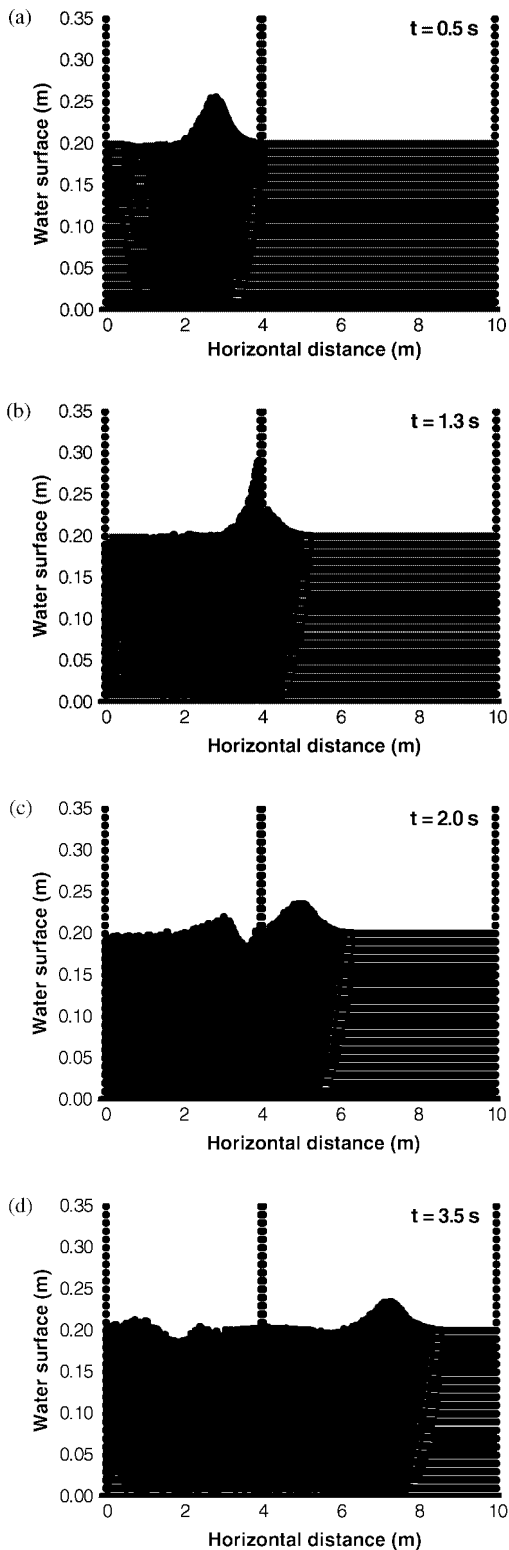 (a)
t = 0.5 s
Water surface (m)
0.35
0.30
0.25
0.20
0.15
0.10
0.05
0.00
0 2 4 6 8 10
Horizontal distance (m)
(b)
t = 1.3 s
Water surface (m)
0.35
0.30
0.25
0.20
0.15
0.10
0.05
0.00
0 2 4 6 8 10
Horizontal distance (m)
(c)
t = 2.0 s
Water surface (m)
0.35
0.30
0.25
0.20
0.15
0.10
0.05
0.00
0 2 4 6 8 10
Horizontal distance (m)
(d)
t = 3.5 s
Water surface (m)
0.35
0.30
0.25
0.20
0.15
0.10
0.05
0.00
0 2 4 6 8 10
Horizontal distance (m)